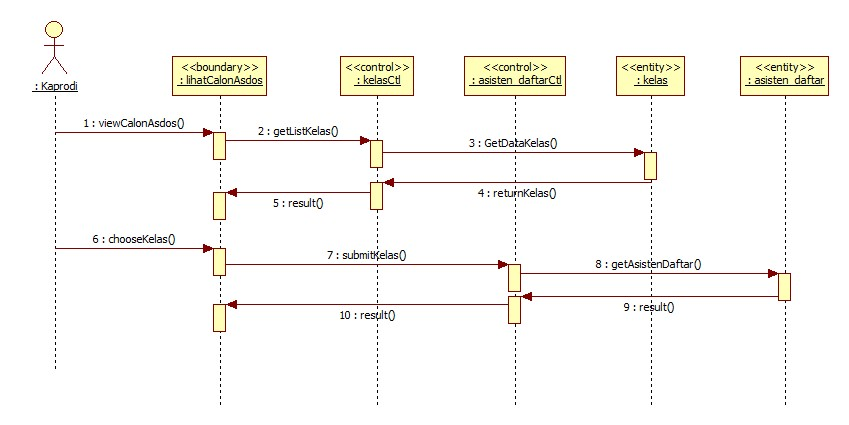 <<boundary>>
: lihatCalonAsdos
<<control>>
: kelasCtl
<<control>>
: asisten_daftarCtl
<<entity>>
: kelas
<<entity>>
: asisten_daftar
: Kaprodi
1 : viewCalonAsdos()
2 : getListKelas()
3 : GetDataKelas()
4 : returnKelas()
5 : result()
6 : chooseKelas()
7 : submitKelas()
8 : getAsistenDaftar()
9 : result()
10 : result()